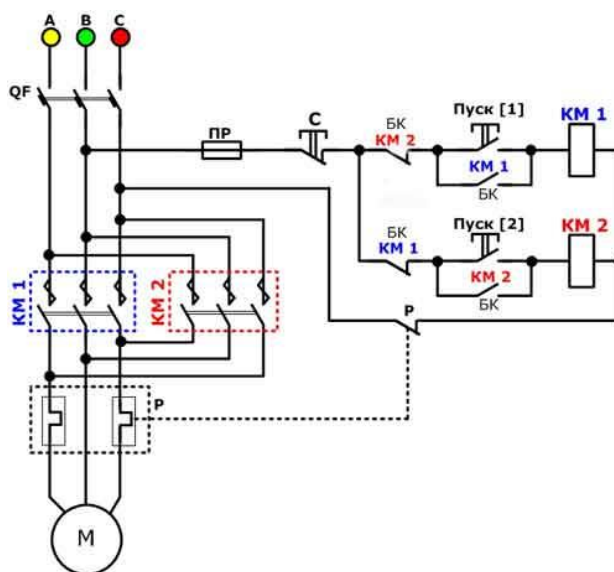 A B C
QF
ПР
С
БК
КМ 2
Пуск [1]
КМ 1
БК
КМ 1
БК
КМ 1
Пуск [2]
КМ 2
БК
КМ 2
КМ 1
КМ 2
Р
Р
М